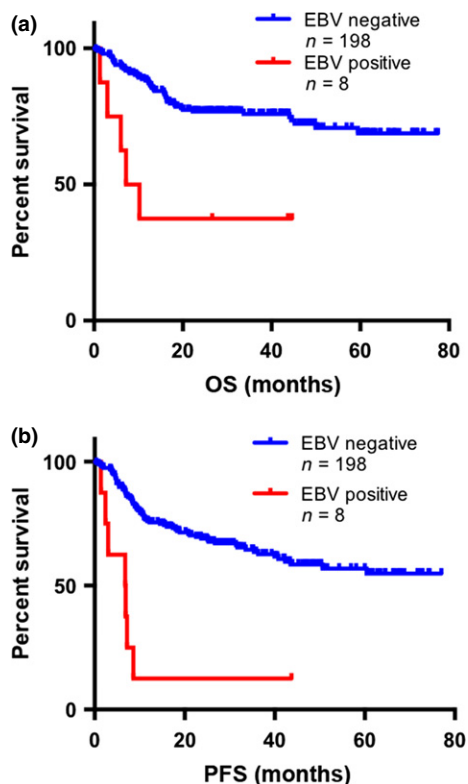 (a)
EBV negative
n = 198
EBV positive
n = 8
Percent survival
100
50
0
0 20 40 60 80
OS (months)
(b)
EBV negative
n = 198
EBV positive
n = 8
Percent survival
100
50
0
0 20 40 60 80
PFS (months)